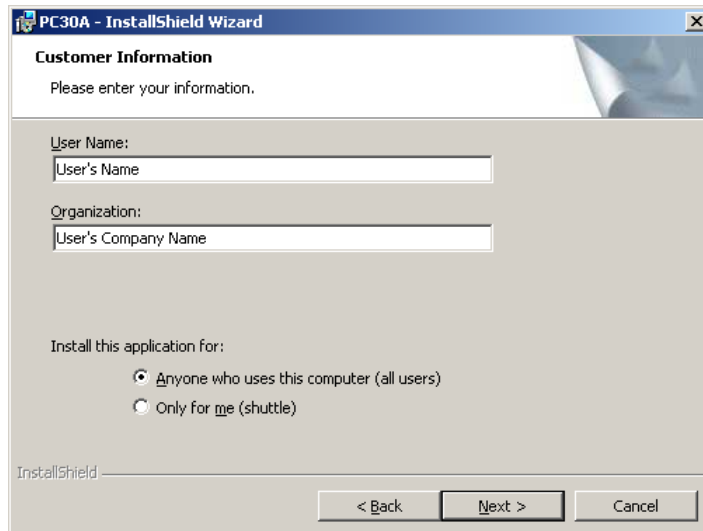 PC30A - InstallShield Wizard
Customer Information
Please enter your information.
User Name:
User's Name
Organization:
User's Company Name
Install this application for:
Anyone who uses this computer (all users)
Only for me (shuttle)
InstallShield
< Back Next > Cancel